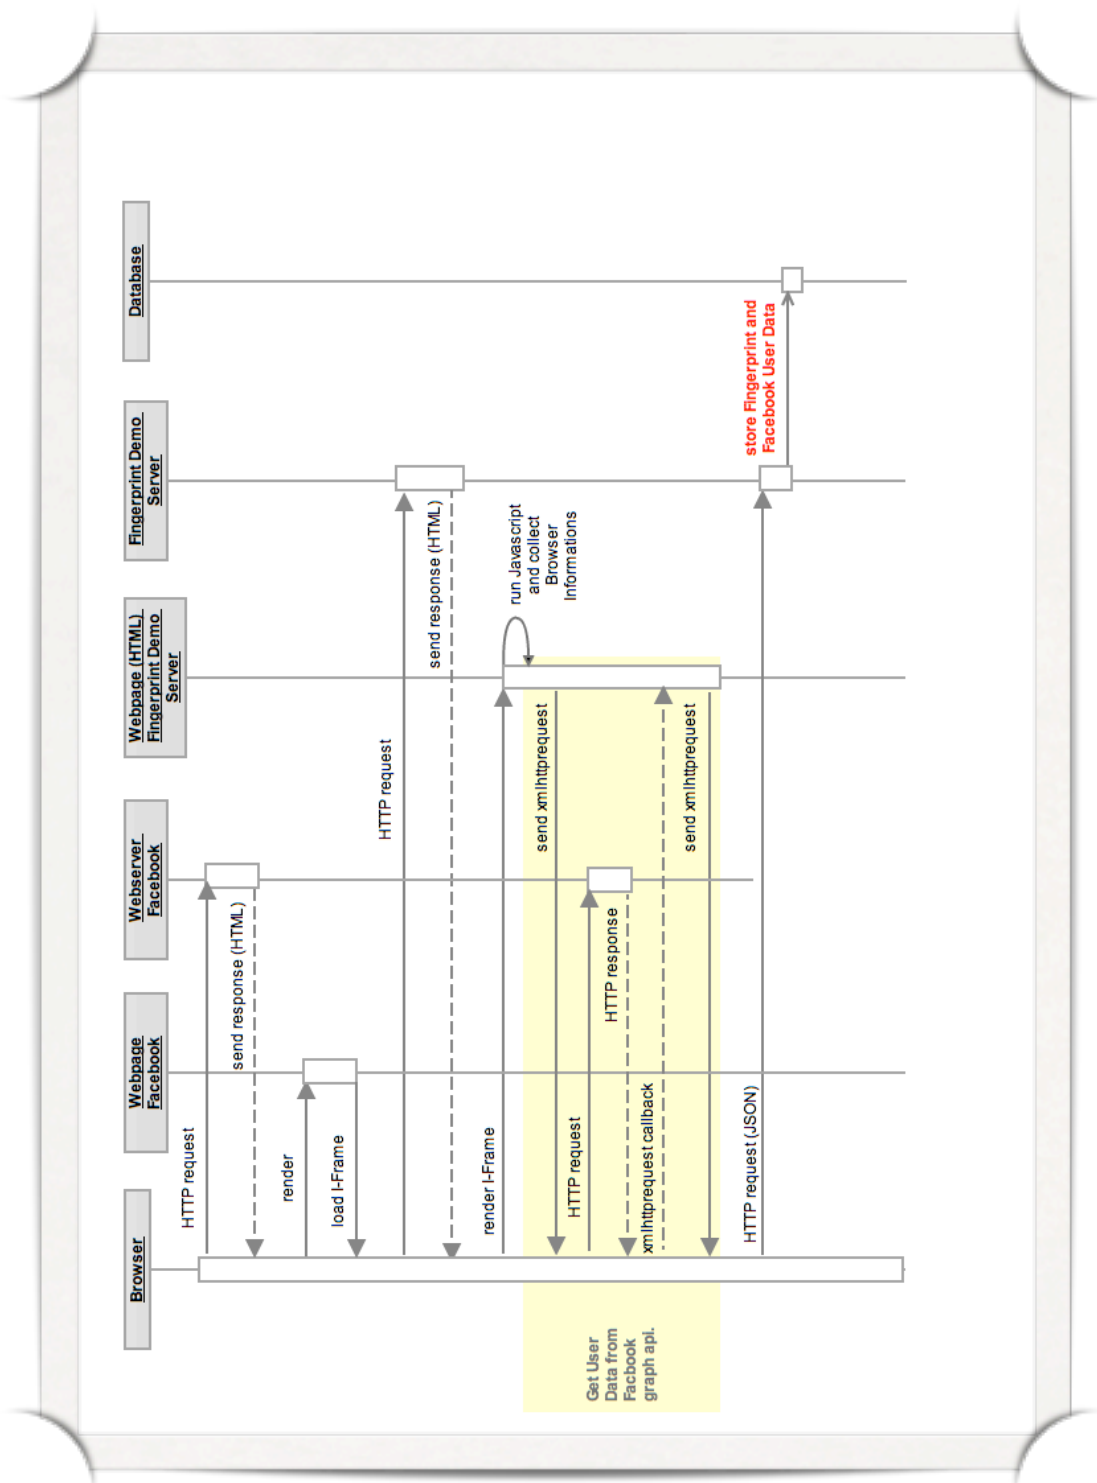 Browser
Webpage
Facebook
Webserver
Facebook
Webpage (HTML)
Fingerprint Demo
Server
Fingerprint Demo
Server
Database
HTTP request
send response (HTML)
render
load I-Frame
HTTP request
send response (HTML)
render I-Frame
run Javascript
and collect
Browser
Informations
Get User
Data from
Facbook
graph api.
send xmlhttprequest
HTTP request
HTTP response
xmlhttprequest callback
send xmlhttprequest
HTTP request (JSON)
store Fingerprint and
Facebook User Data